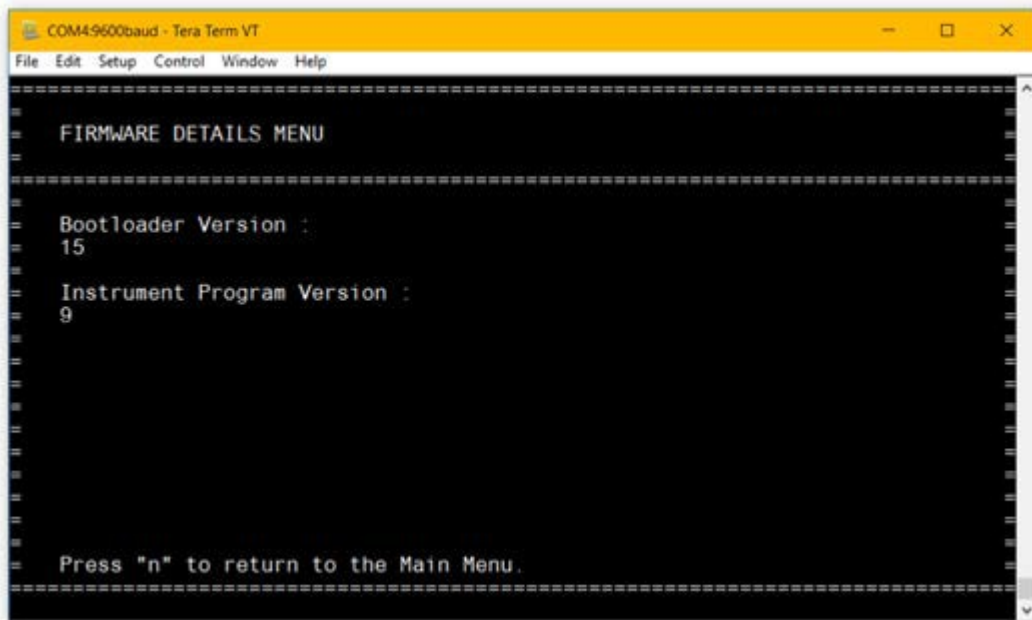 COM4:9600baud - Tera Term VT
File Edit Setup Control Window Help
================================================================================
=
= FIRMWARE DETAILS MENU =
= =
================================================================================
= =
= Bootloader Version : =
= 15 =
= =
= Instrument Program Version : =
= 9 =
= =
= =
= =
= =
= =
= =
= =
= =
= =
= =
= Press "n" to return to the Main Menu. =
================================================================================